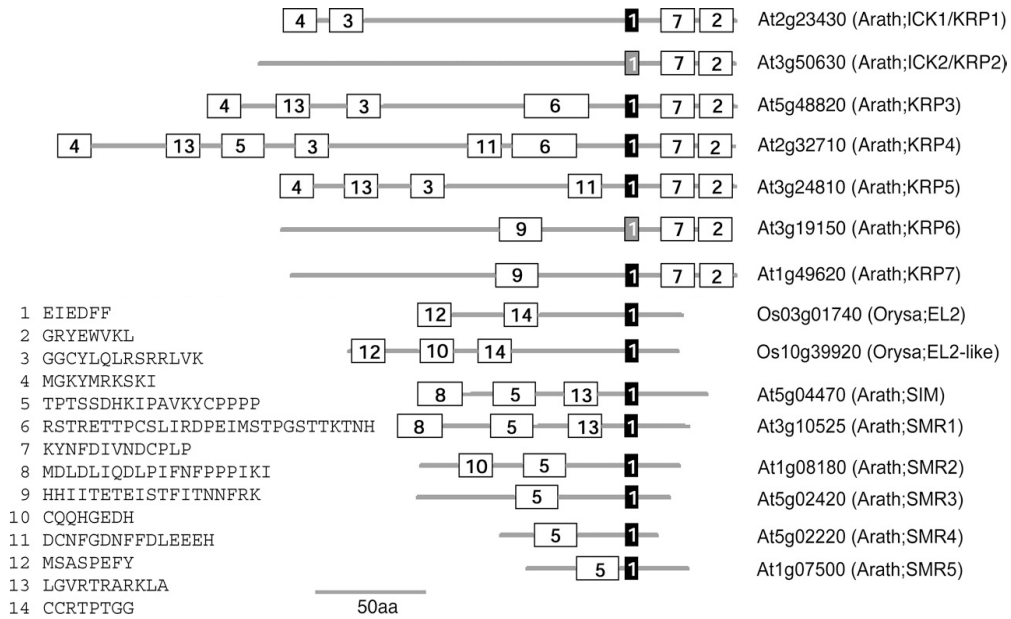 4 3 1 7 2 At2g23430 (Arath;ICK1/KRP1)
1 7 2 At3g50630 (Arath;ICK2/KRP2)
4 13 3 6 1 7 2 At5g48820 (Arath;KRP3)
4 13 5 3 11 6 1 7 2 At2g32710 (Arath;KRP4)
4 13 3 11 1 7 2 At3g24810 (Arath;KRP5)
9 1 7 2 At3g19150 (Arath;KRP6)
9 1 7 2 At1g49620 (Arath;KRP7)
12 14 1 Os03g01740 (Orysa;EL2)
12 10 14 1 Os10g39920 (Orysa;EL2-like)
8 5 13 1 At5g04470 (Arath;SIM)
8 5 13 1 At3g10525 (Arath;SMR1)
10 5 1 At1g08180 (Arath;SMR2)
5 1 At5g02420 (Arath;SMR3)
5 1 At5g02220 (Arath;SMR4)
5 1 At1g07500 (Arath;SMR5)
1 EIEDFF
2 GRYEWVKL
3 GGCYLQLRSRRLVK
4 MGKYMRKSKI
5 TPTSSDHKIPAVKYCPPPP
6 RSTRETTPCSLIRDPEIMSTPGSTTKTNH
7 KYNFDIVNDCPLP
8 MDLDLIQDLPIFNFPPPIKI
9 HHIITETEISTFITNNFRK
10 CQQHGEDH
11 DCNFGDNFFDLEEEH
12 MSASPEFY
13 LGVRTRARKLA
14 CCRTPTGG
50aa